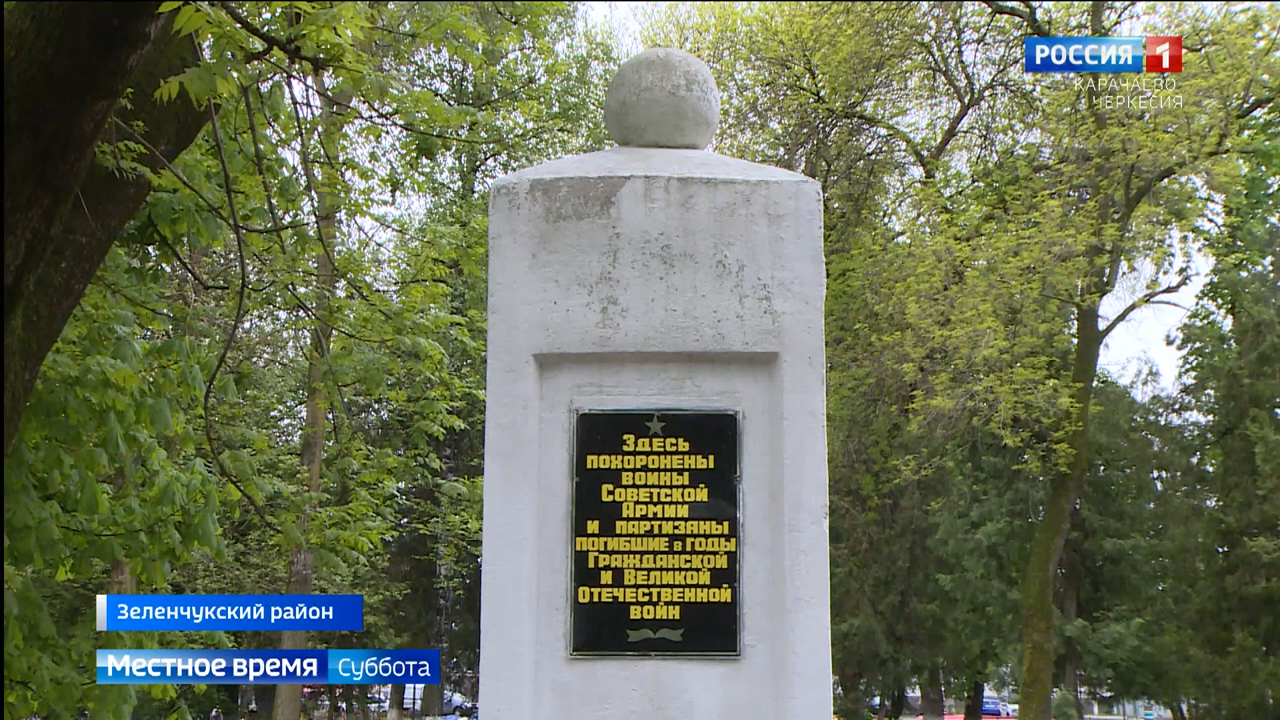 РОССИЯ 1
КАРАЧАЕВО
ЧЕРКЕСИЯ
Здесь
похоронены
воины
Советской
Армии
и партизаны
погибшие в годы
Гражданской
и Великой
Отечественной
войн
Зеленчукский район
Местное время Суббота